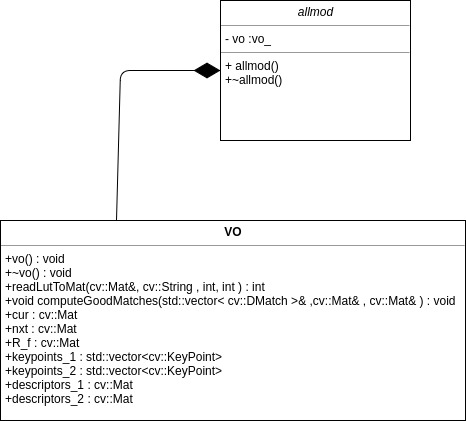 allmod
- vo :vo_
+ allmod()
+~allmod()
VO
+vo() : void
+~vo() : void
+readLutToMat(cv::Mat&, cv::String , int, int ) : int
+void computeGoodMatches(std::vector< cv::DMatch >& ,cv::Mat& , cv::Mat& ) : void
+cur : cv::Mat
+nxt : cv::Mat
+R_f : cv::Mat
+keypoints_1 : std::vector<cv::KeyPoint>
+keypoints_2 : std::vector<cv::KeyPoint>
+descriptors_1 : cv::Mat
+descriptors_2 : cv::Mat